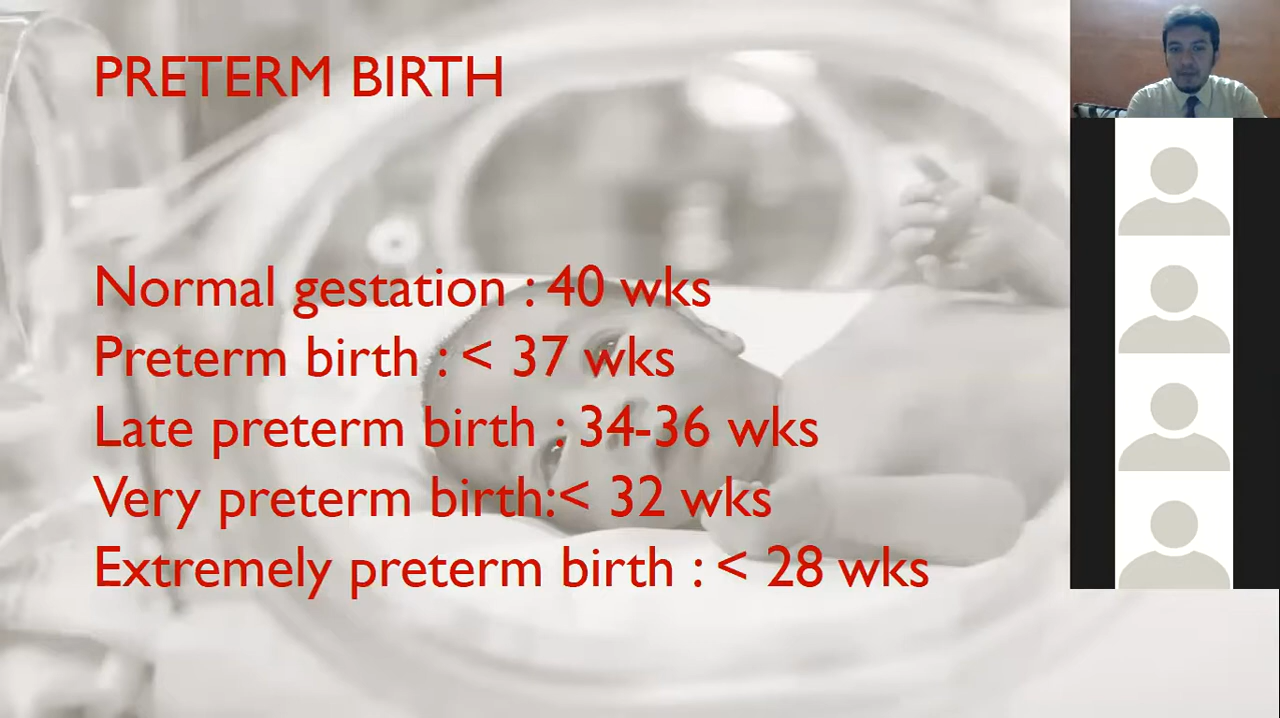 PRETERM BIRTH
Normal gestation : 40 wks
Preterm birth : < 37 wks
Late preterm birth : 34-36 wks
Very preterm birth:< 32 wks
Extremely preterm birth : < 28 wks